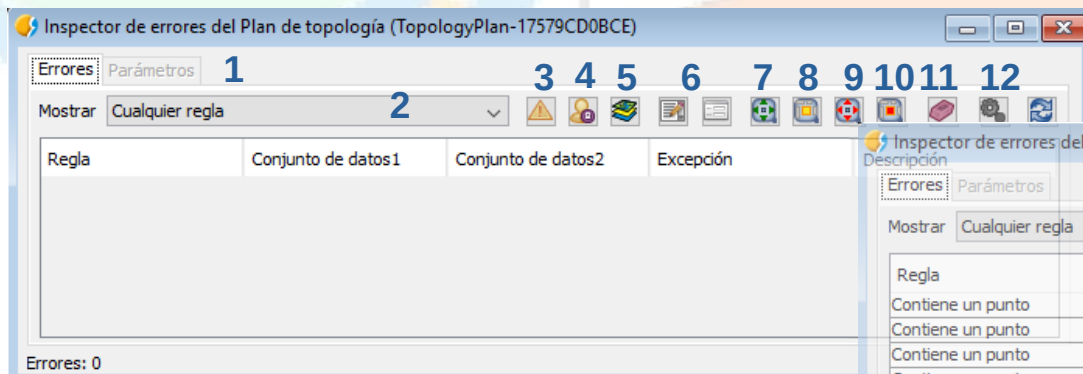 Inspector de errores del Plan de topología (TopologyPlan-17579CD0BCE)
Errores Parámetros 1
3 4 5 6 7 8 9 10 11 12
Mostrar Cualquier regla 2
Regla Conjunto de datos1 Conjunto de datos2 Excepción Descripción
Errores: 0
Inspector de errores del
Errores Parámetros
Mostrar Cualquier regla
Regla
Contiene un punto
Contiene un punto
Contiene un punto